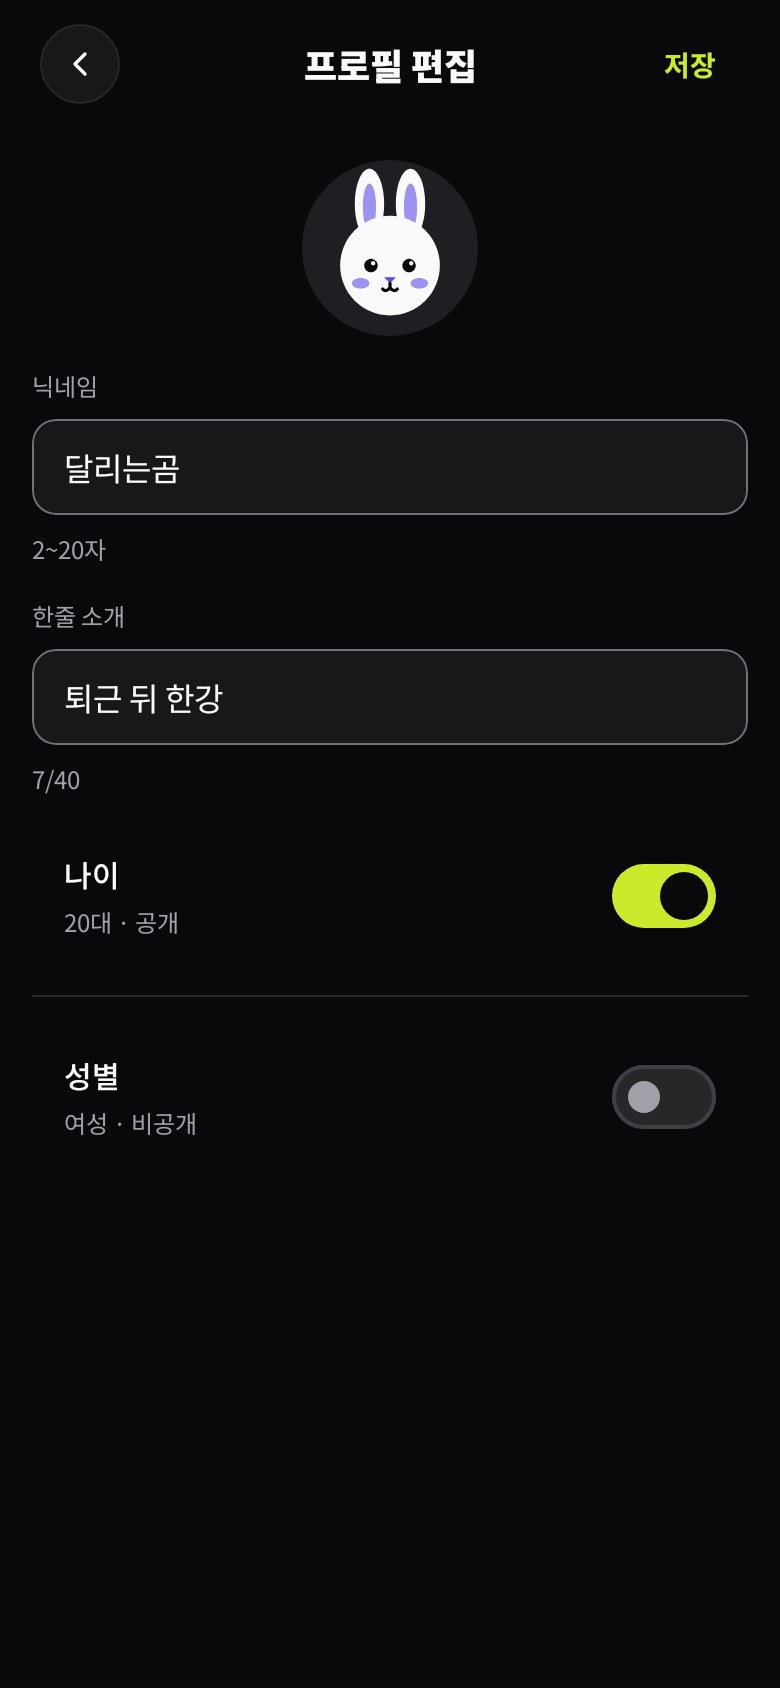 프로필 편집
저장
닉네임
달리는곰
2~20자
한줄 소개
퇴근 뒤 한강
7/40
나이
20대 · 공개
성별
여성 · 비공개